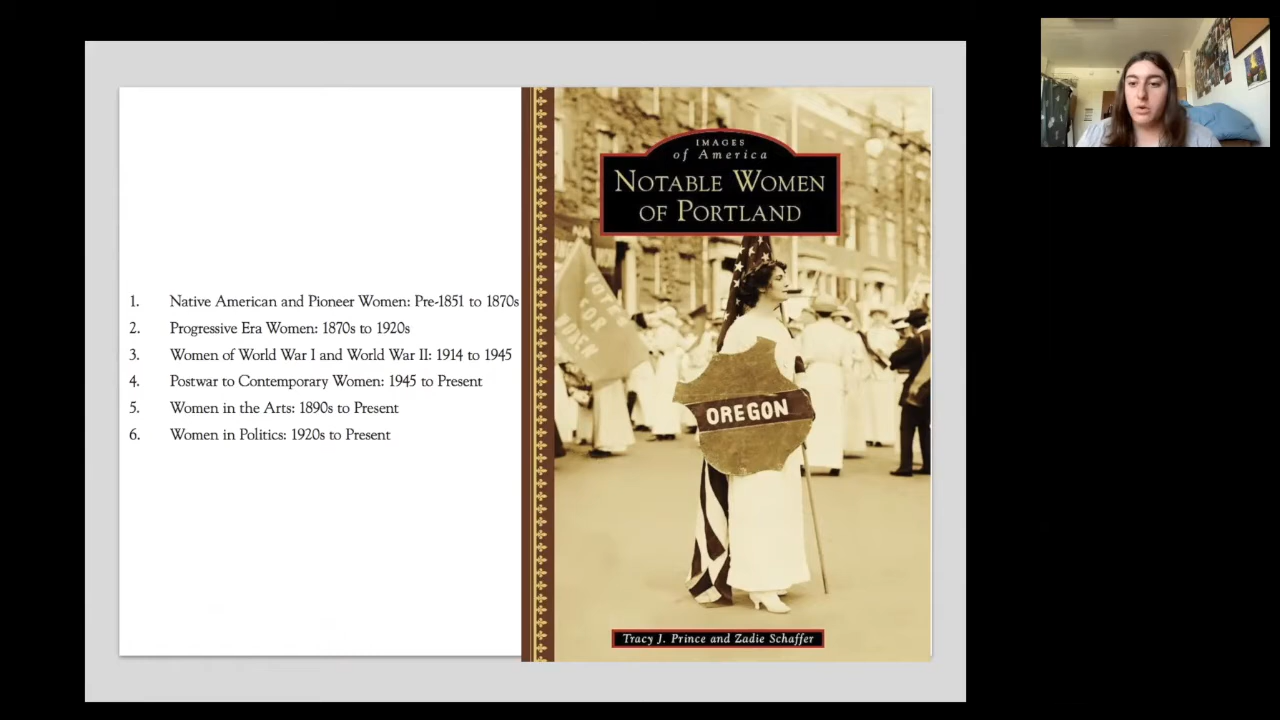 1. Native American and Pioneer Women: Pre-1851 to 1870s
2. Progressive Era Women: 1870s to 1920s
3. Women of World War I and World War II: 1914 to 1945
4. Postwar to Contemporary Women: 1945 to Present
5. Women in the Arts: 1890s to Present
6. Women in Politics: 1920s to Present
IMAGES
of America
NOTABLE WOMEN
OF PORTLAND
VOTES
FOR
WOMEN
OREGON
Tracy J. Prince and Zadie Schaffer